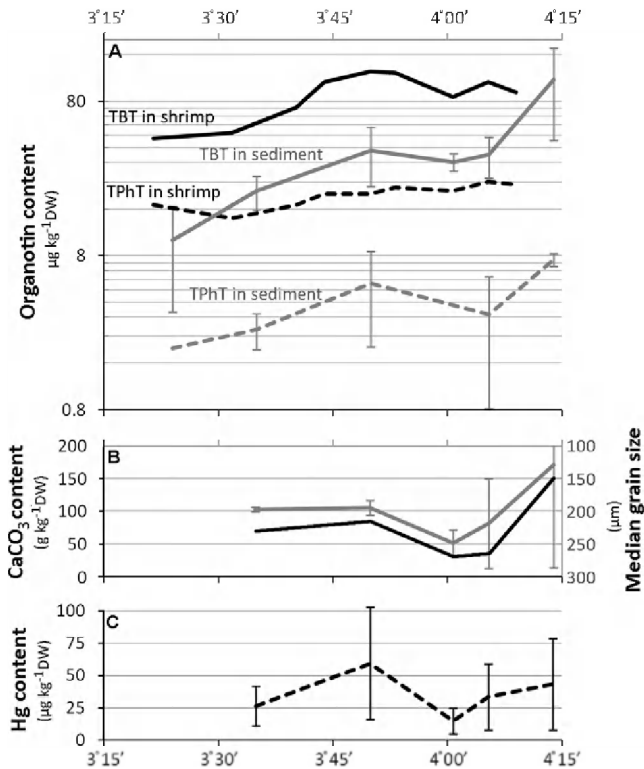 3°15' 3°30' 3°45' 4°00' 4°15'
A
80
8
0.8
Organotin content
µg kg⁻¹DW
TBT in shrimp
TBT in sediment
TPhT in shrimp
TPhT in sediment
B
200
150
100
50
0
CaCO₃ content
(g kg⁻¹DW)
100
150
200
250
300
(µm)
Median grain size
C
100
75
50
25
0
Hg content
(µg kg⁻¹DW)
3°15' 3°30' 3°45' 4°00' 4°15'